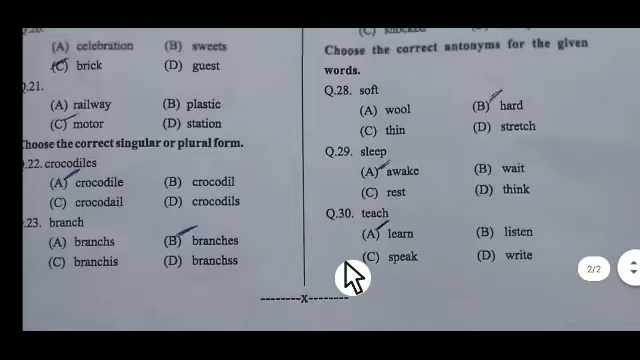 (A) celebration (B) sweets
(C) brick (D) guest
.21.
(A) railway (B) plastic
(C) motor (D) station
Choose the correct singular or plural form.
.22. crocodiles
(A) crocodile (B) crocodil
(C) crocodail (D) crocodils
.23. branch
(A) branchs (B) branches
(C) branchis (D) branchss
Choose the correct antonyms for the given
words.
Q.28. soft
(A) wool (B) hard
(C) thin (D) stretch
Q.29. sleep
(A) awake (B) wait
(C) rest (D) think
Q.30. teach
(A) learn (B) listen
(C) speak (D) write
--------X--------
2/2